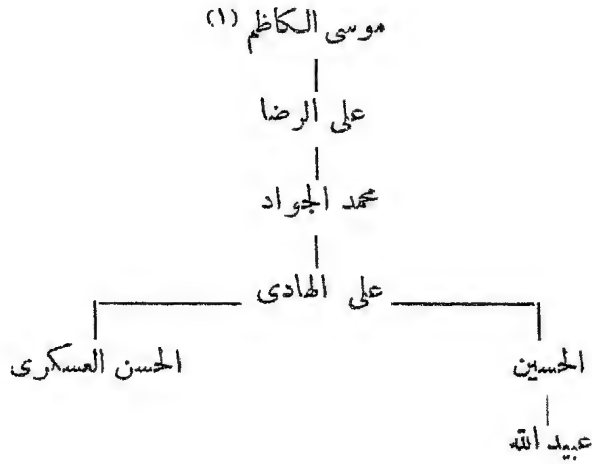 موسى الكاظم (١)
على الرضا
محمد الجواد
على الهادى
الحسين
الحسن العسكرى
عبيد الله